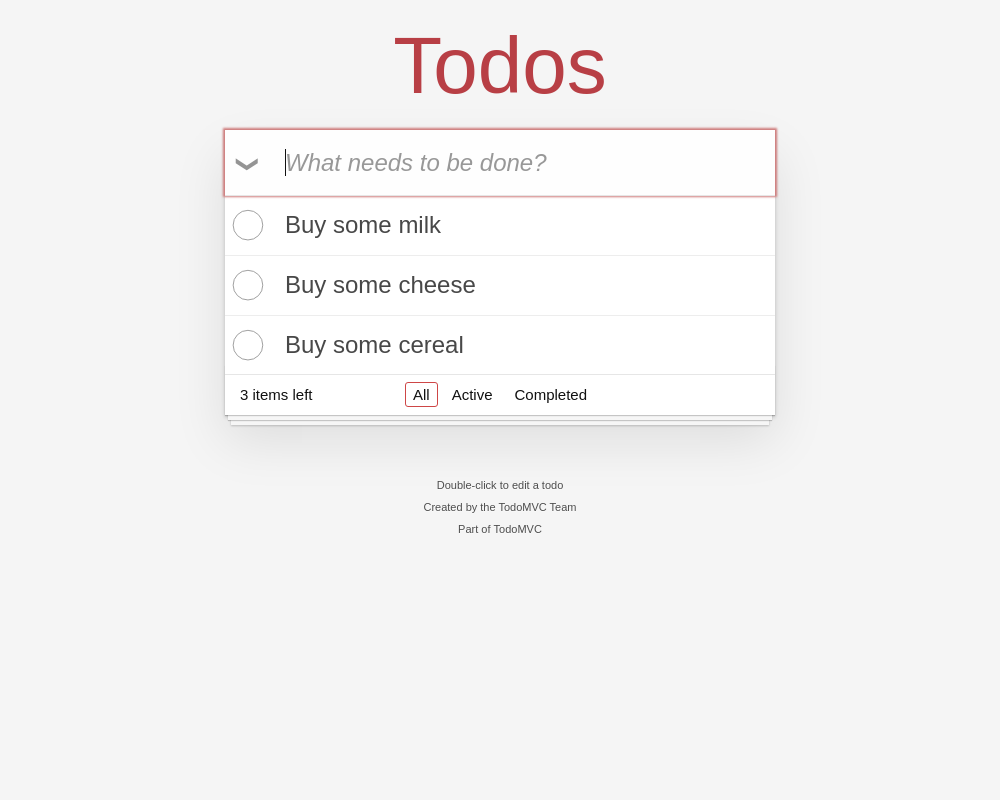 Todos
What needs to be done?
Buy some milk
Buy some cheese
Buy some cereal
3 items left All Active Completed
Double-click to edit a todo
Created by the TodoMVC Team
Part of TodoMVC